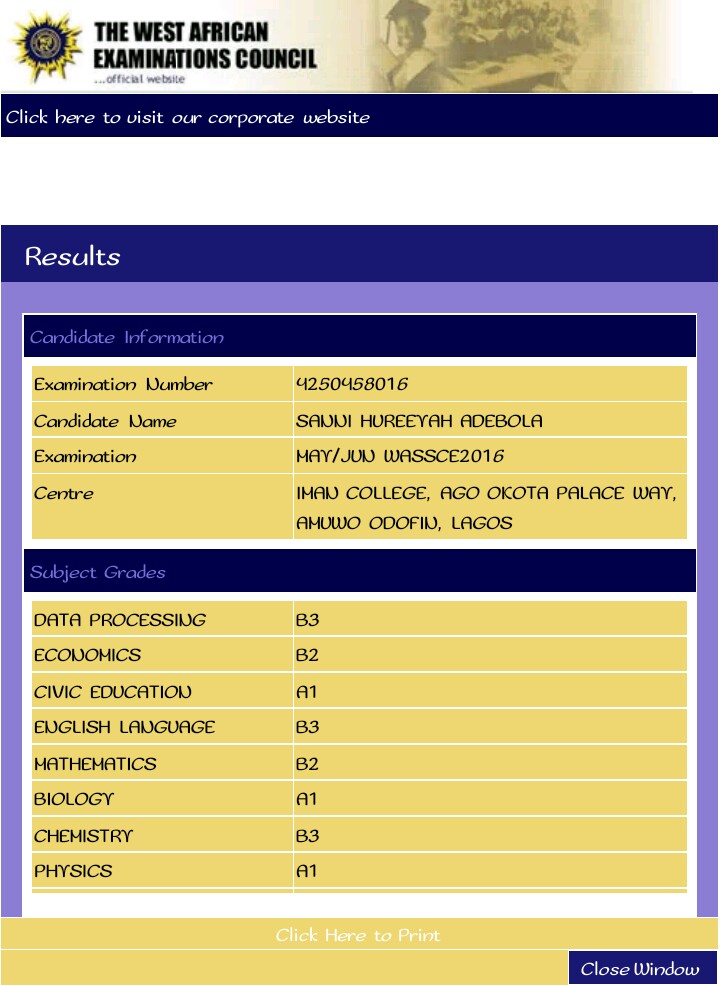 THE WEST AFRICAN
EXAMINATIONS COUNCIL
...official website
Click here to visit our corporate website
Results
Candidate Information
Examination Number 4250458016
Candidate Name SANNI HUREEYAH ADEBOLA
Examination MAY/JUN WASSCE2016
Centre IMAN COLLEGE, AGO OKOTA PALACE WAY,
AMUWO ODOFIN, LAGOS
Subject Grades
DATA PROCESSING B3
ECONOMICS B2
CIVIC EDUCATION A1
ENGLISH LANGUAGE B3
MATHEMATICS B2
BIOLOGY A1
CHEMISTRY B3
PHYSICS A1
Click Here to Print
Close Window